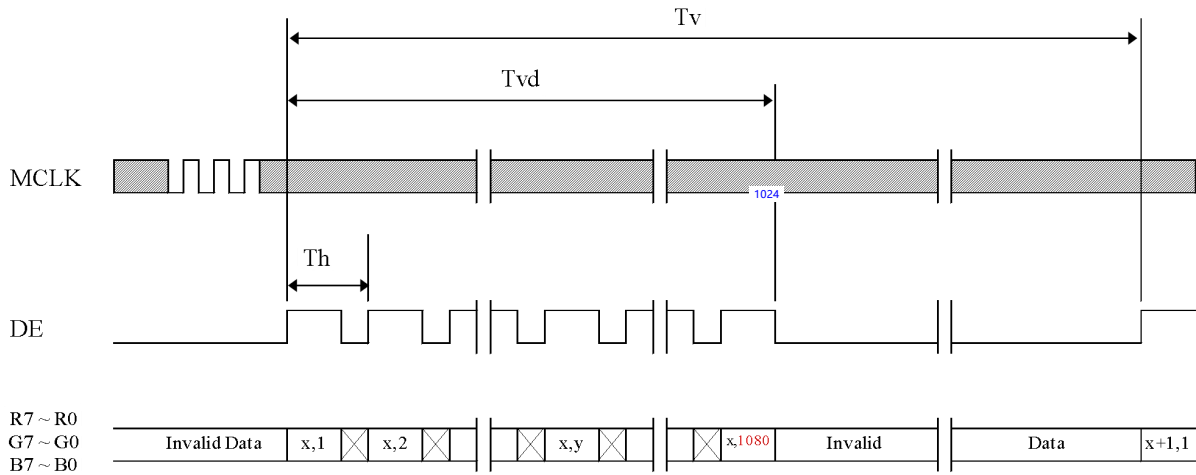 Tv
Tvd
MCLK
1024
Th
DE
R7 ~ R0
G7 ~ G0
B7 ~ B0
Invalid Data x,1 x,2 x,y x,1080 Invalid Data x+1,1